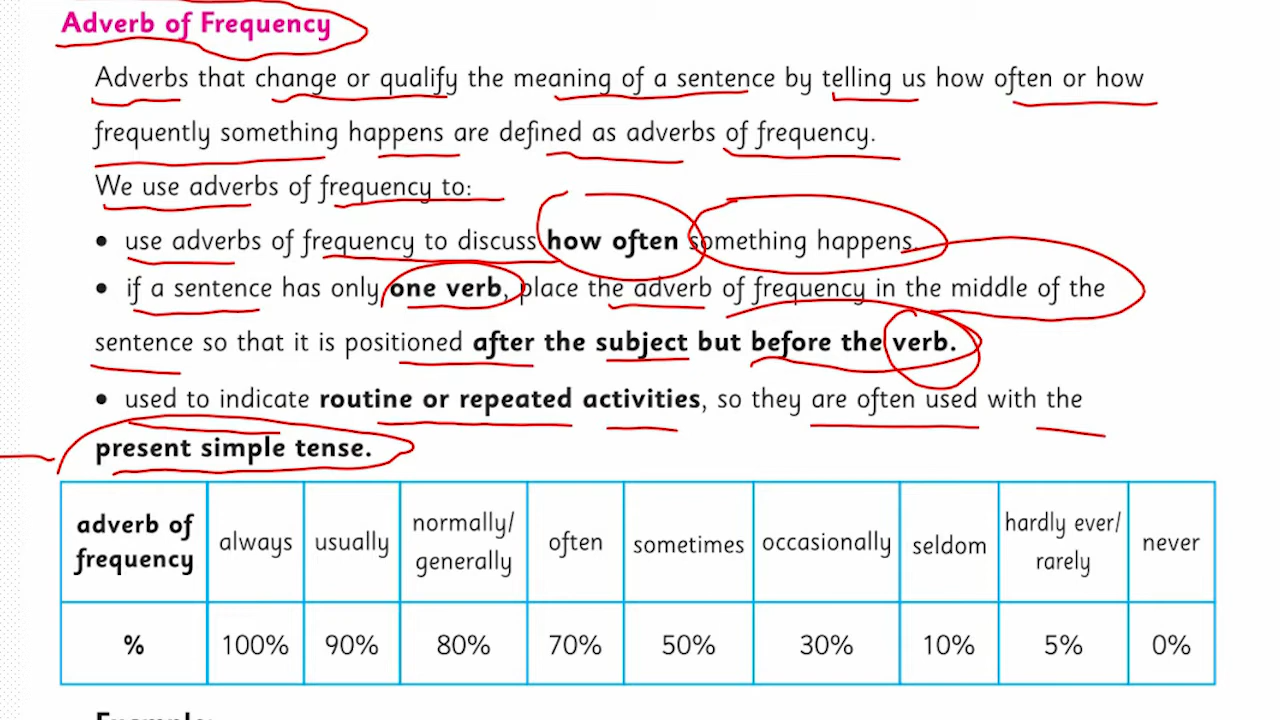 Adverb of Frequency
Adverbs that change or qualify the meaning of a sentence by telling us how often or how
frequently something happens are defined as adverbs of frequency.
We use adverbs of frequency to:
• use adverbs of frequency to discuss how often something happens.
• if a sentence has only one verb, place the adverb of frequency in the middle of the
sentence so that it is positioned after the subject but before the verb.
• used to indicate routine or repeated activities, so they are often used with the
present simple tense.
adverb of frequency always usually normally/ generally often sometimes occasionally seldom hardly ever/ rarely never
% 100% 90% 80% 70% 50% 30% 10% 5% 0%